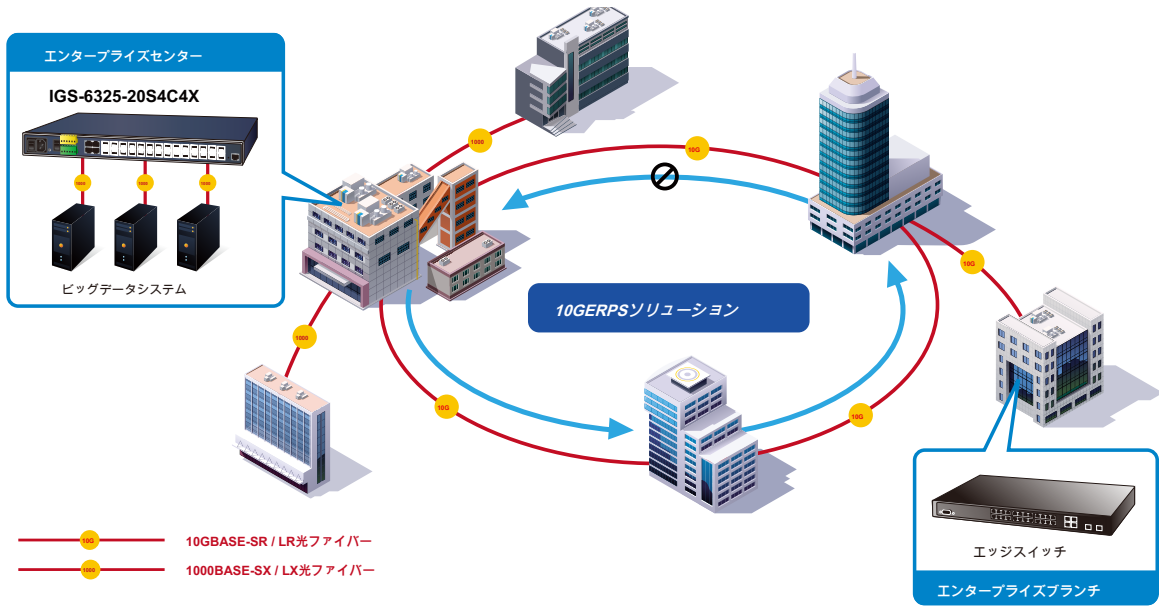 エンタープライズセンター
IGS-6325-20S4C4X
1000 1000 1000
ビッグデータシステム
1000
10G
10G
10GERPSソリューション
1000
10G
10G
エッジスイッチ
エンタープライズブランチ
10G 10GBASE-SR / LR光ファイバー
1000 1000BASE-SX / LX光ファイバー